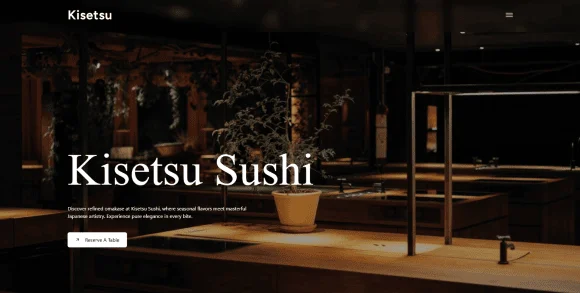 Kisetsu
Kisetsu Sushi
Discover refined omakase at Kisetsu Sushi, where seasonal flavors meet masterful
Japanese artistry. Experience pure elegance in every bite.
Reserve A Table